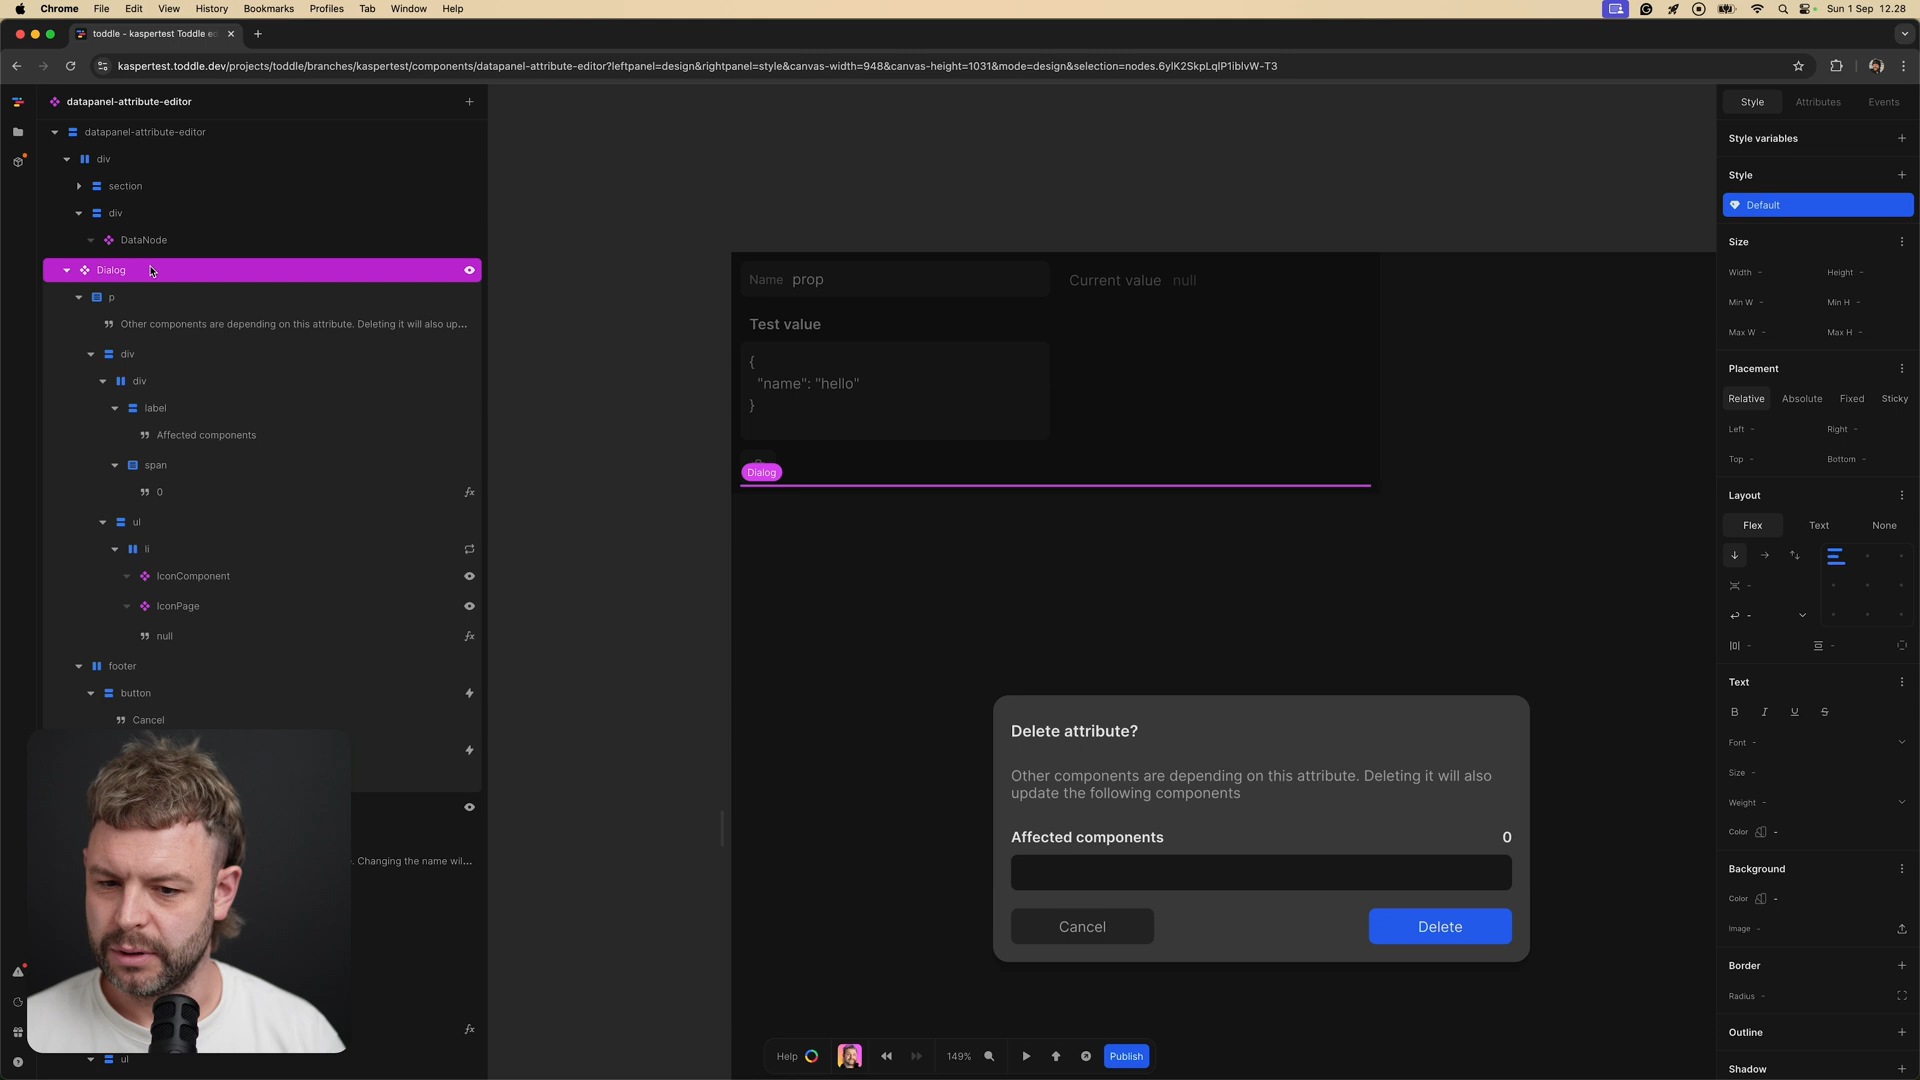 Chrome File Edit View History Bookmarks Profiles Tab Window Help
Sun 1 Sep 12.28
toddle - kaspertest Toddle ed
kaspertest.toddle.dev/projects/toddle/branches/kaspertest/components/datapanel-attribute-editor?leftpanel=design&rightpanel=style&canvas-width=948&canvas-height=1031&mode=design&selection=nodes.6ylK2SkpLqlP1iblvW-T3
datapanel-attribute-editor
datapanel-attribute-editor
div
section
div
DataNode
Dialog
p
Other components are depending on this attribute. Deleting it will also up...
div
div
label
Affected components
span
0 fx
ul
li
IconComponent
IconPage
null fx
footer
button
Cancel
. Changing the name wil...
fx
ul
Name prop
Current value null
Test value
{
"name": "hello"
}
Dialog
Delete attribute?
Other components are depending on this attribute. Deleting it will also
update the following components
Affected components 0
Cancel Delete
Help 149% Publish
Style Attributes Events
Style variables
Style
Default
Size
Width - Height -
Min W - Min H -
Max W - Max H -
Placement
Relative Absolute Fixed Sticky
Left - Right -
Top - Bottom -
Layout
Flex Text None
Text
B I U S
Font -
Size -
Weight -
Color -
Background
Color -
Image -
Border
Radius -
Outline
Shadow